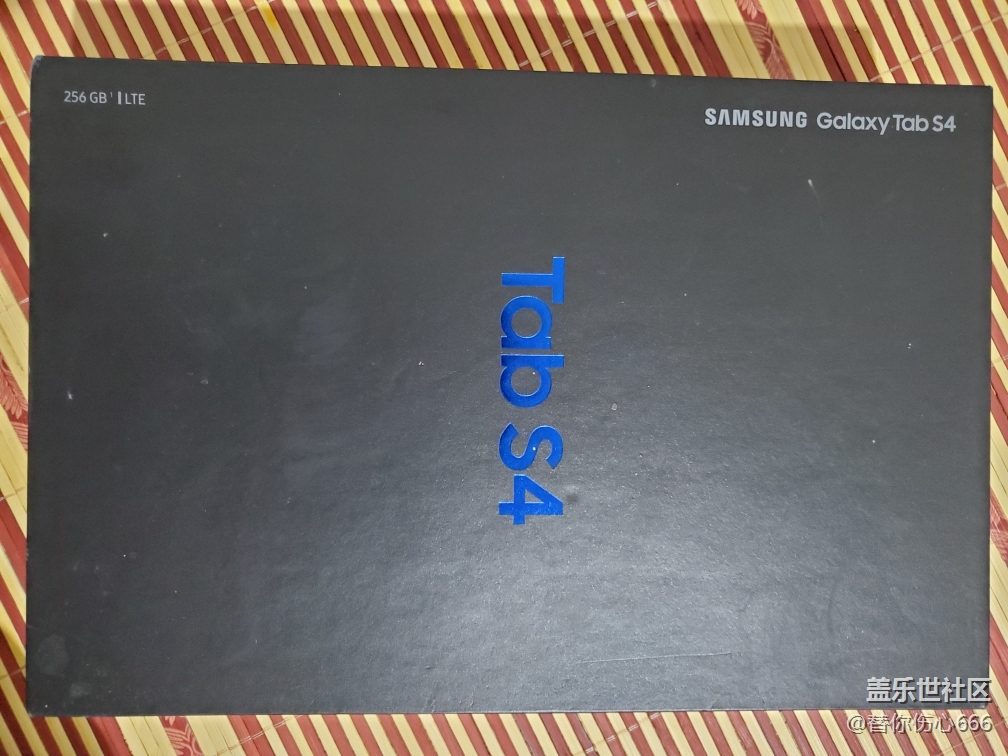 256 GB¹ | LTE
SAMSUNG Galaxy Tab S4
Tab S4
盖乐世社区
@替你伤心666